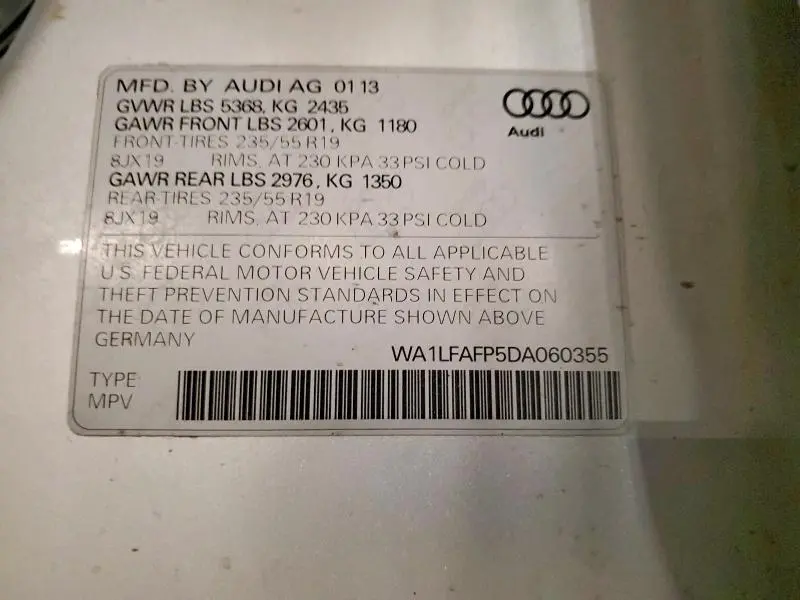 MFD. BY AUDI AG 01 13
GVWR LBS 5368, KG 2435
GAWR FRONT LBS 2601, KG 1180
FRONT-TIRES 235/55 R19
8JX19 RIMS, AT 230 KPA 33 PSI COLD
GAWR REAR LBS 2976, KG 1350
REAR-TIRES 235/55 R19
8JX19 RIMS, AT 230 KPA 33 PSI COLD
Audi
THIS VEHICLE CONFORMS TO ALL APPLICABLE
U.S. FEDERAL MOTOR VEHICLE SAFETY AND
THEFT PREVENTION STANDARDS IN EFFECT ON
THE DATE OF MANUFACTURE SHOWN ABOVE
GERMANY
WA1LFAFP5DA060355
TYPE
MPV